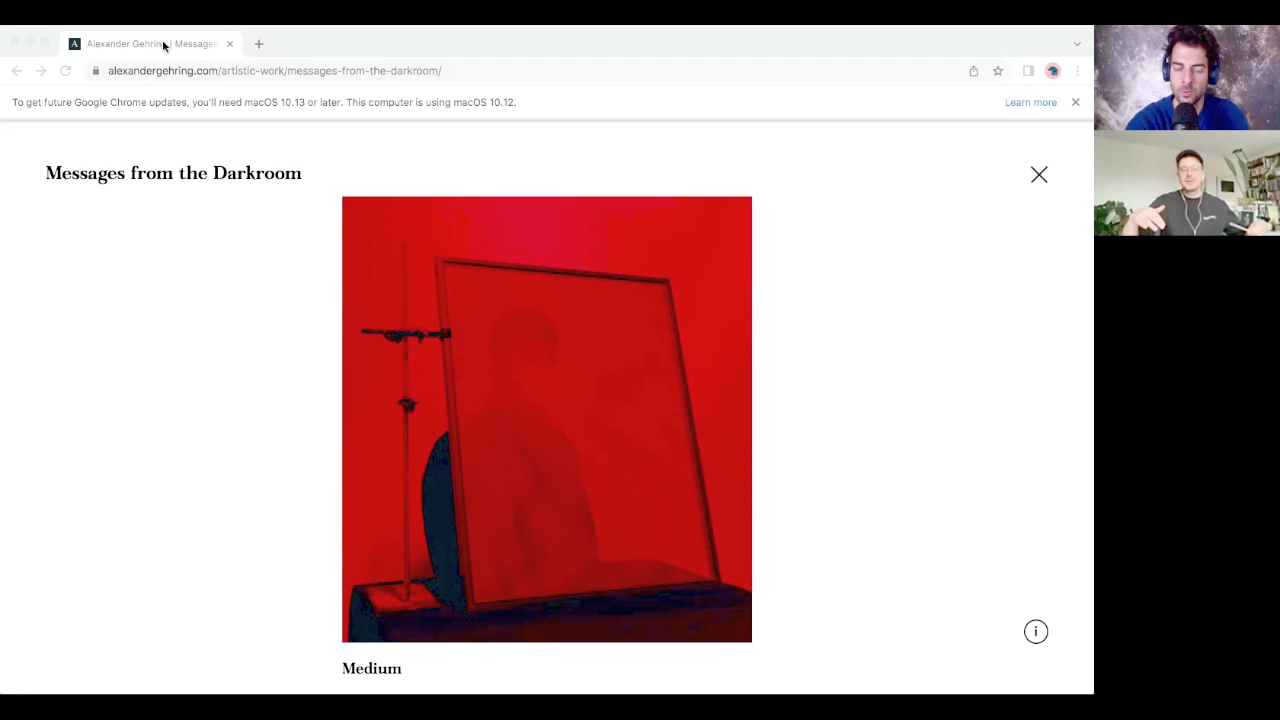 A Alexander Gehring | Messages
alexandergehring.com/artistic-work/messages-from-the-darkroom/
To get future Google Chrome updates, you'll need macOS 10.13 or later. This computer is using macOS 10.12. Learn more
Messages from the Darkroom
i
Medium